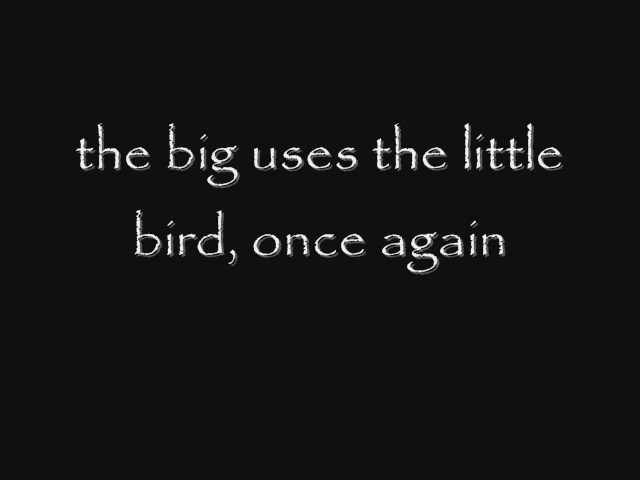 the big uses the little
bird, once again